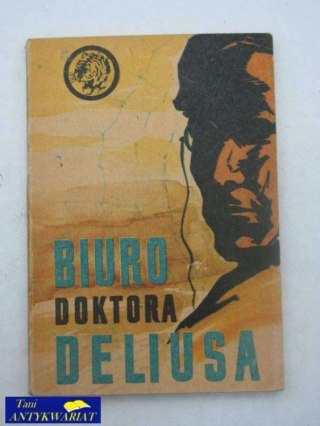 BIURO
DOKTORA
DELIUSA
Tani
ANTYKWARIAT